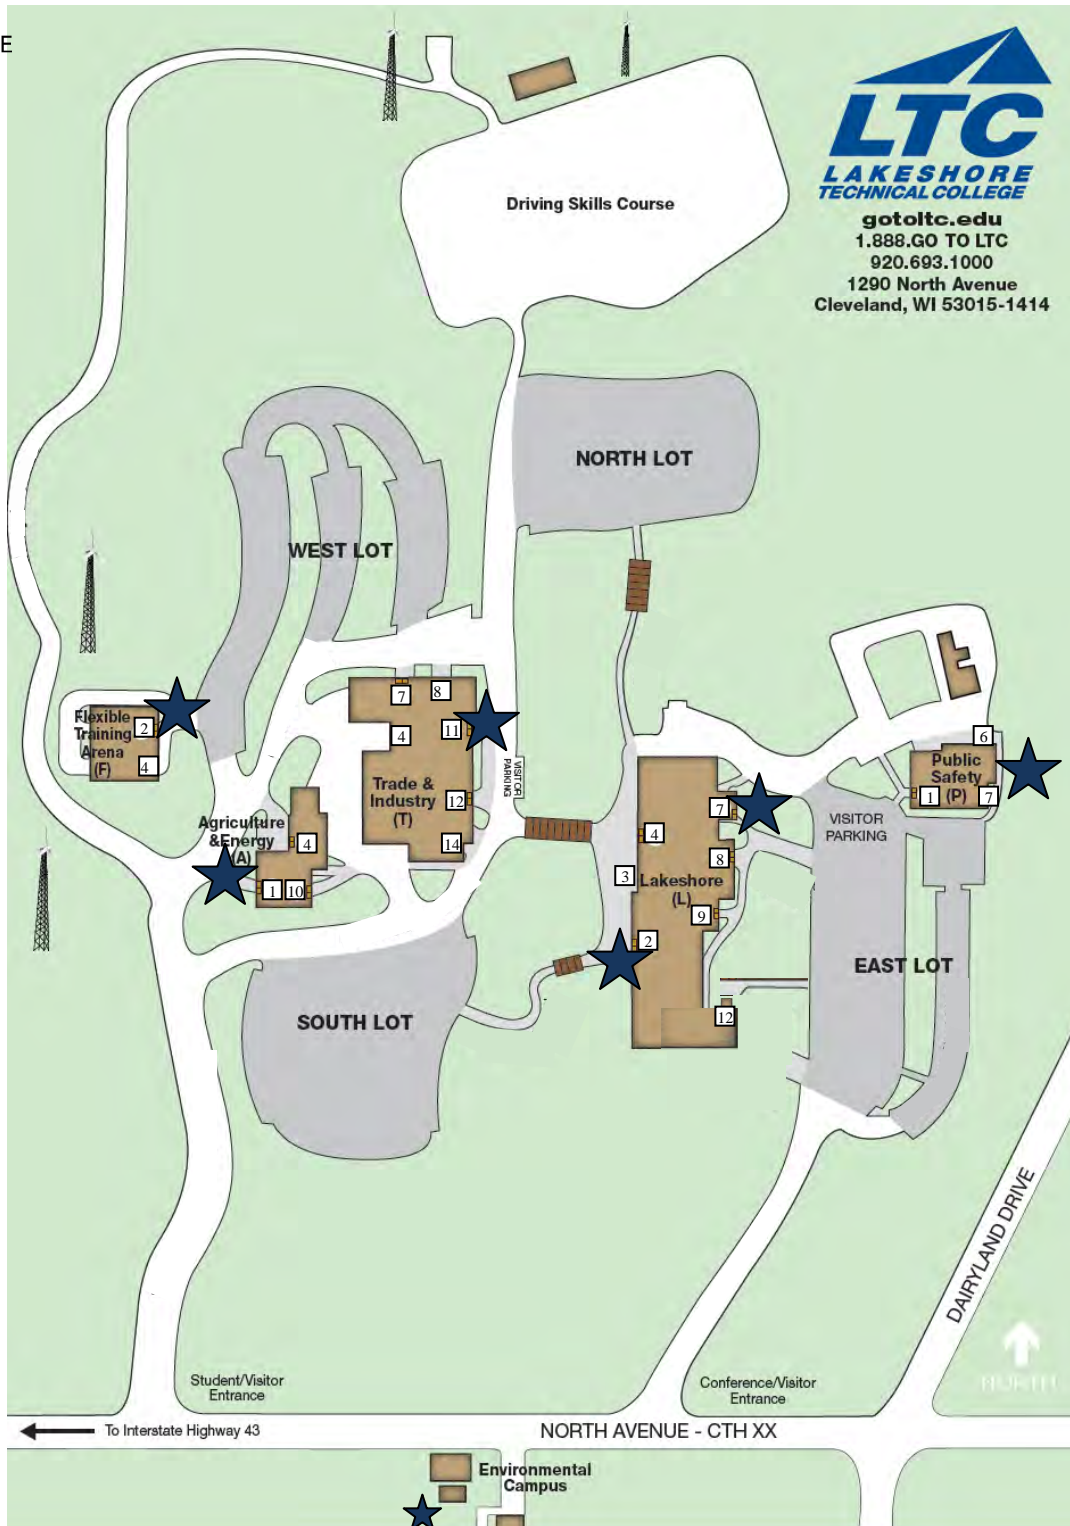 E
LTC
LAKESHORE
TECHNICAL COLLEGE
gotoltc.edu
1.888.GO TO LTC
920.693.1000
1290 North Avenue
Cleveland, WI 53015-1414
Driving Skills Course
NORTH LOT
WEST LOT
Flexible
Training
Arena
(F)
2
4
7
8
4
11
Trade &
Industry
(T)
12
14
VISITOR
PARKING
Agriculture
&Energy
(A)
4
1
10
6
Public
Safety
(P)
1
7
VISITOR
PARKING
7
4
8
3
Lakeshore
(L)
9
2
12
EAST LOT
SOUTH LOT
DAIRYLAND DRIVE
NORTH
Student/Visitor
Entrance
Conference/Visitor
Entrance
To Interstate Highway 43
NORTH AVENUE - CTH XX
Environmental
Campus